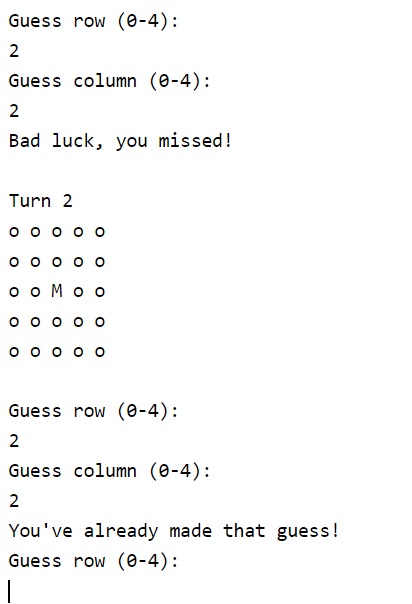 Guess row (0-4):
2
Guess column (0-4):
2
Bad luck, you missed!
Turn 2
o o o o o
o o o o o
o o M o o
o o o o o
o o o o o
Guess row (0-4):
2
Guess column (0-4):
2
You've already made that guess!
Guess row (0-4):